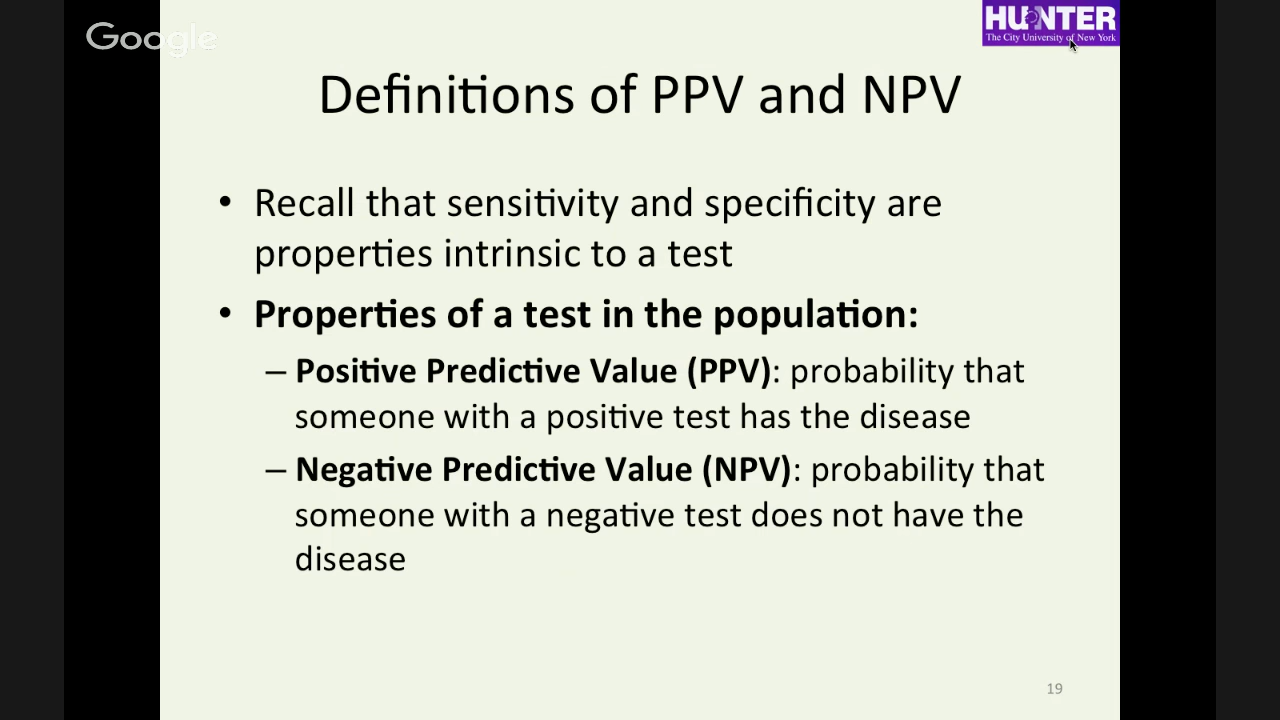 Google
HUNTER
The City University of New York
Definitions of PPV and NPV
• Recall that sensitivity and specificity are
properties intrinsic to a test
• Properties of a test in the population:
– Positive Predictive Value (PPV): probability that
someone with a positive test has the disease
– Negative Predictive Value (NPV): probability that
someone with a negative test does not have the
disease
19